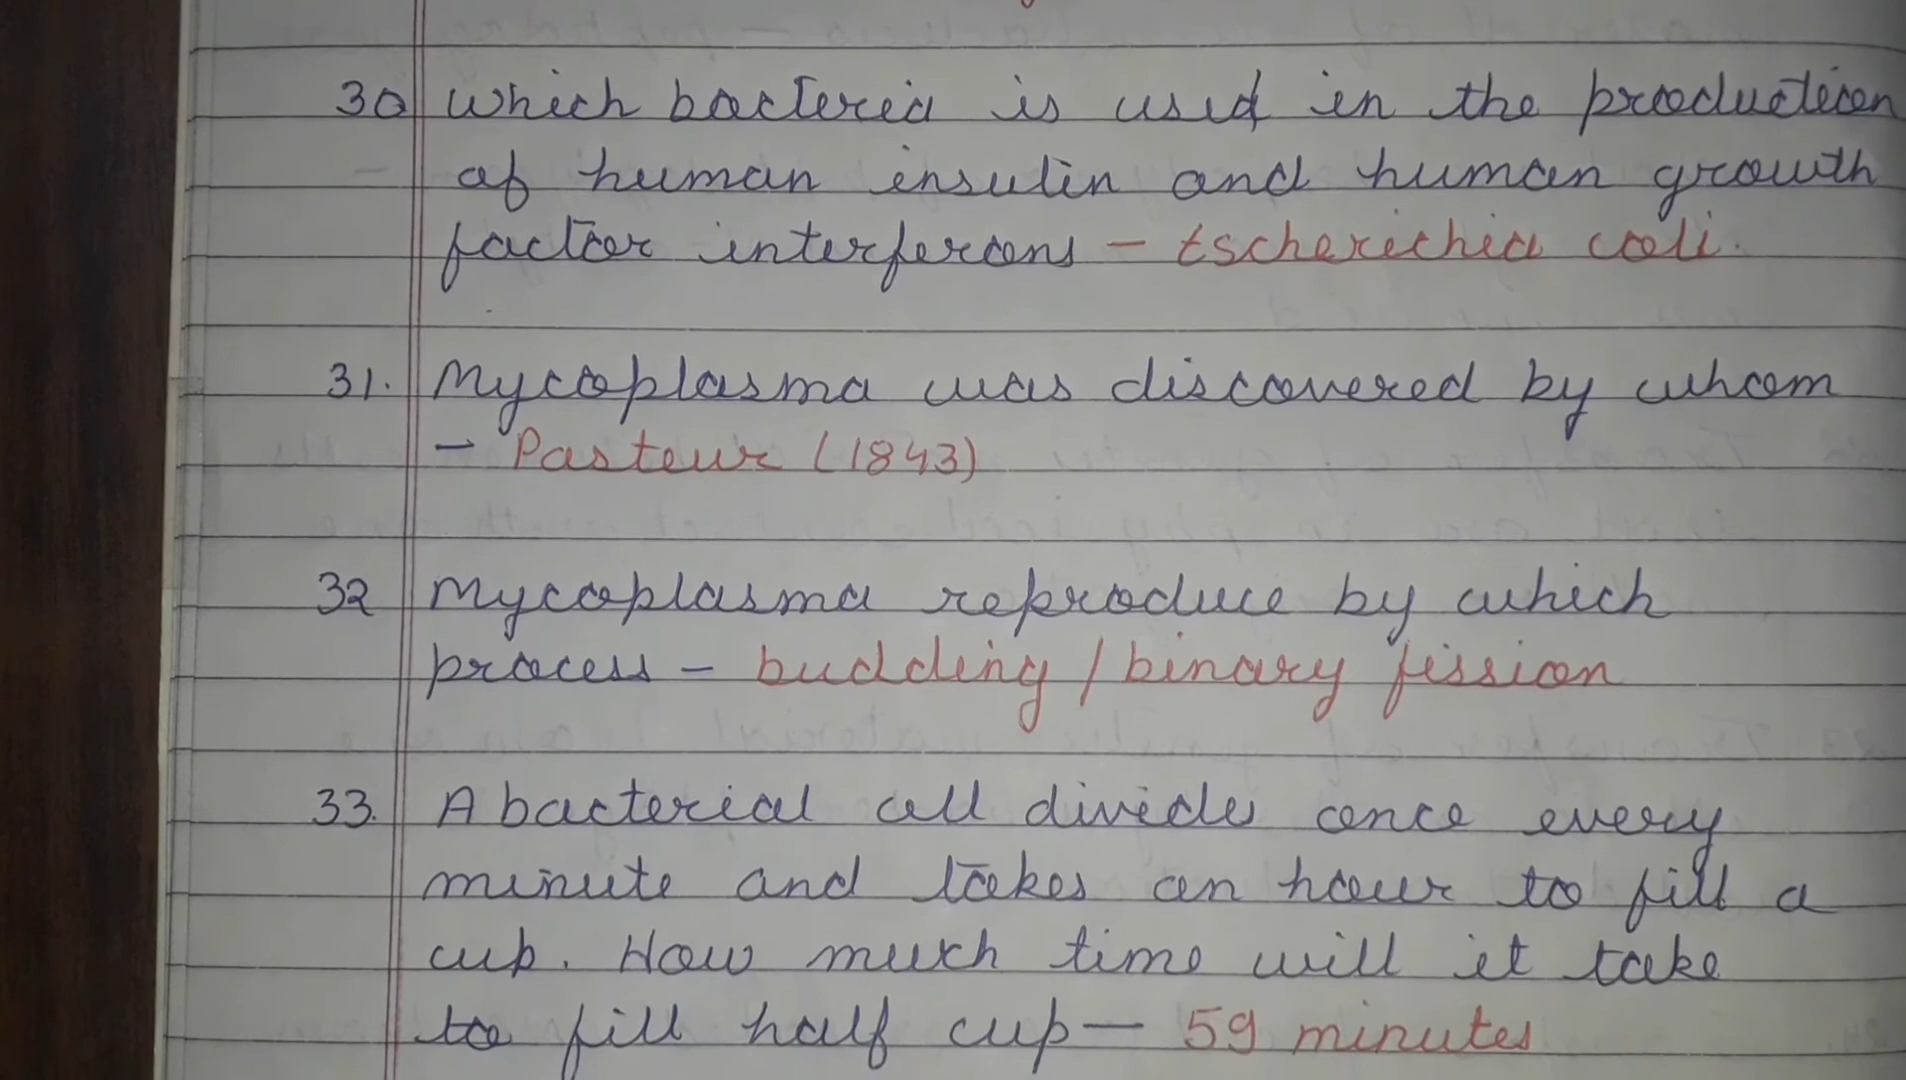 30 Which bacteria is used in the production
of human insulin and human growth
factor interferons - Escherichia coli.
31. Mycoplasma was discovered by whom
- Pasteur (1843)
32 Mycoplasma reproduce by which
process - budding / binary fission
33. A bacterial cell divides once every
minute and takes an hour to fill a
cup. How much time will it take
to fill half cup - 59 minutes